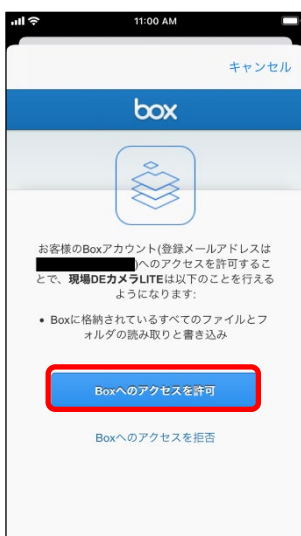 11:00 AM
キャンセル
box
お客様のBoxアカウント(登録メールアドレスは
)へのアクセスを許可するこ
とで、現場DEカメラLITEは以下のことを行える
ようになります:
• Boxに格納されているすべてのファイルとフ
ォルダの読み取りと書き込み
Boxへのアクセスを許可
Boxへのアクセスを拒否